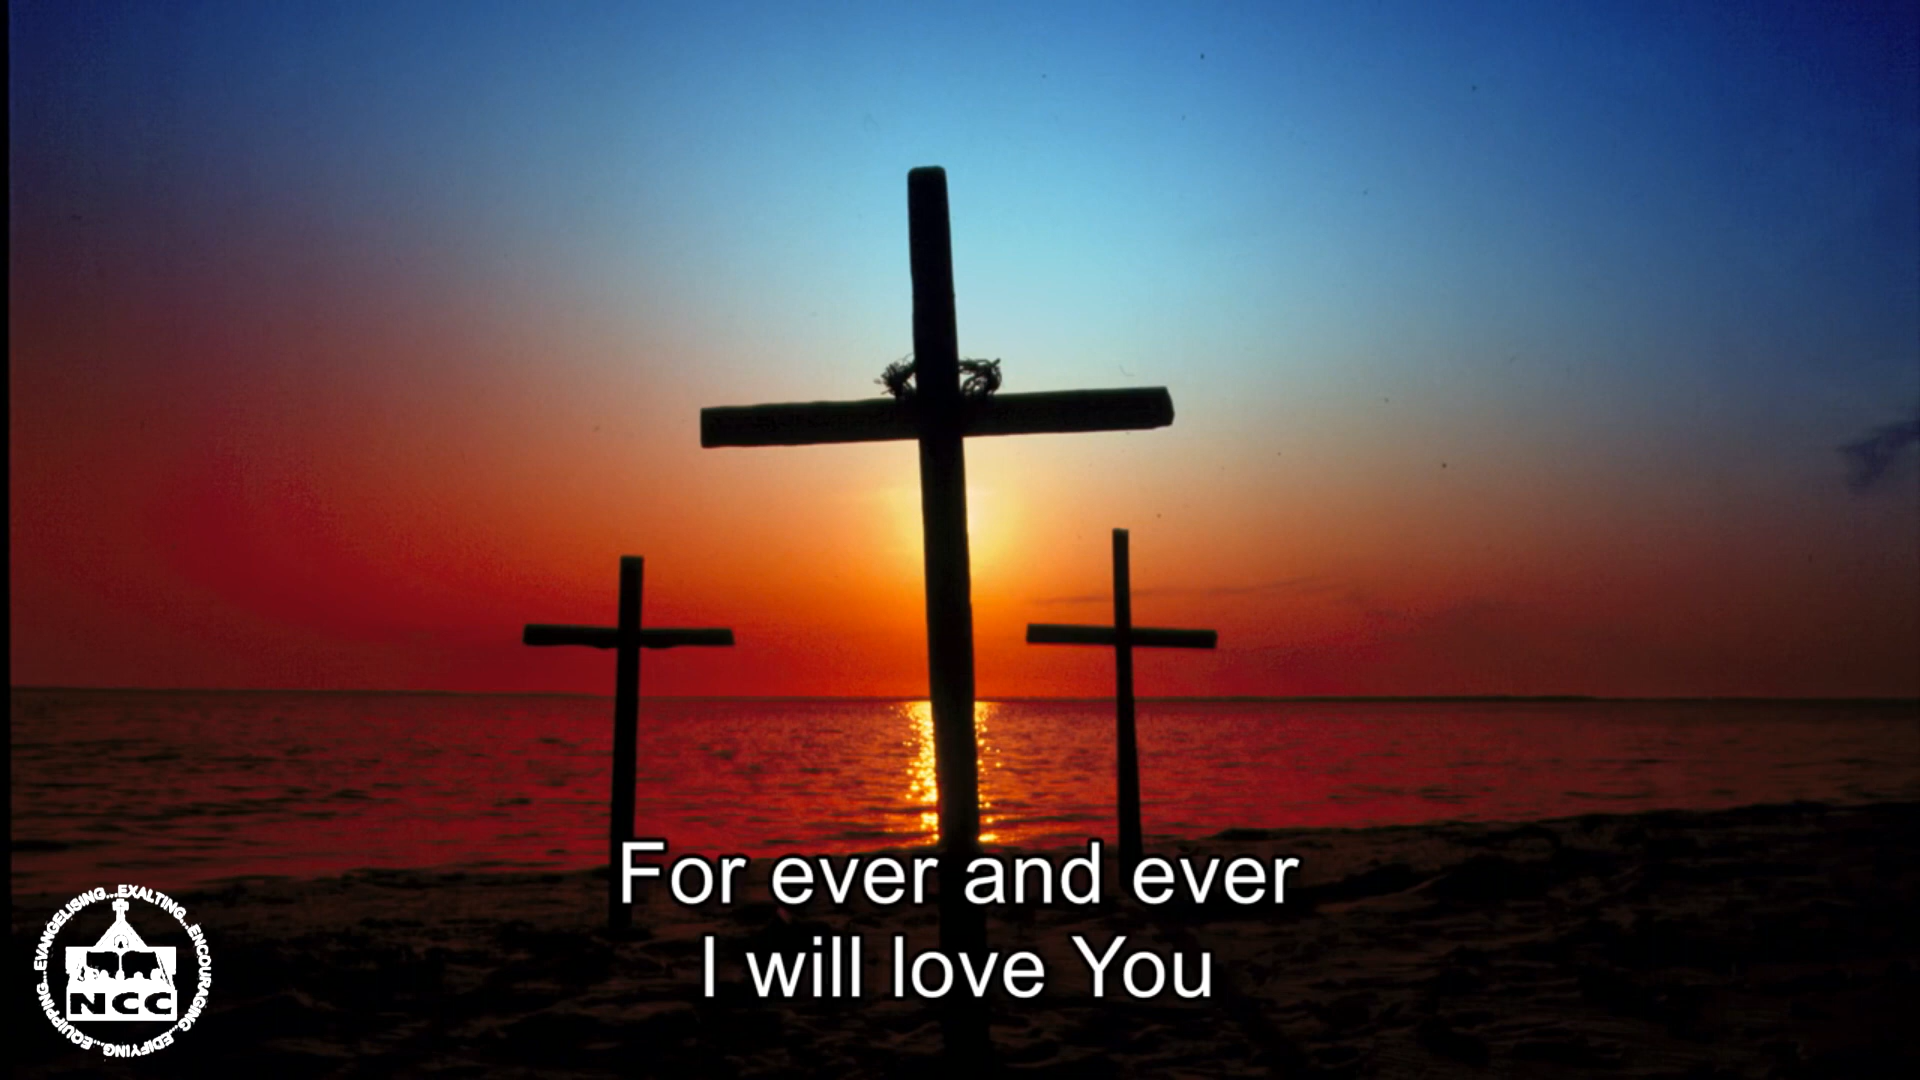 For ever and ever
I will love You
...EVANGELISING...EXALTING...ENCOURAGING...EDIFYING...EQUIPPING
NCC